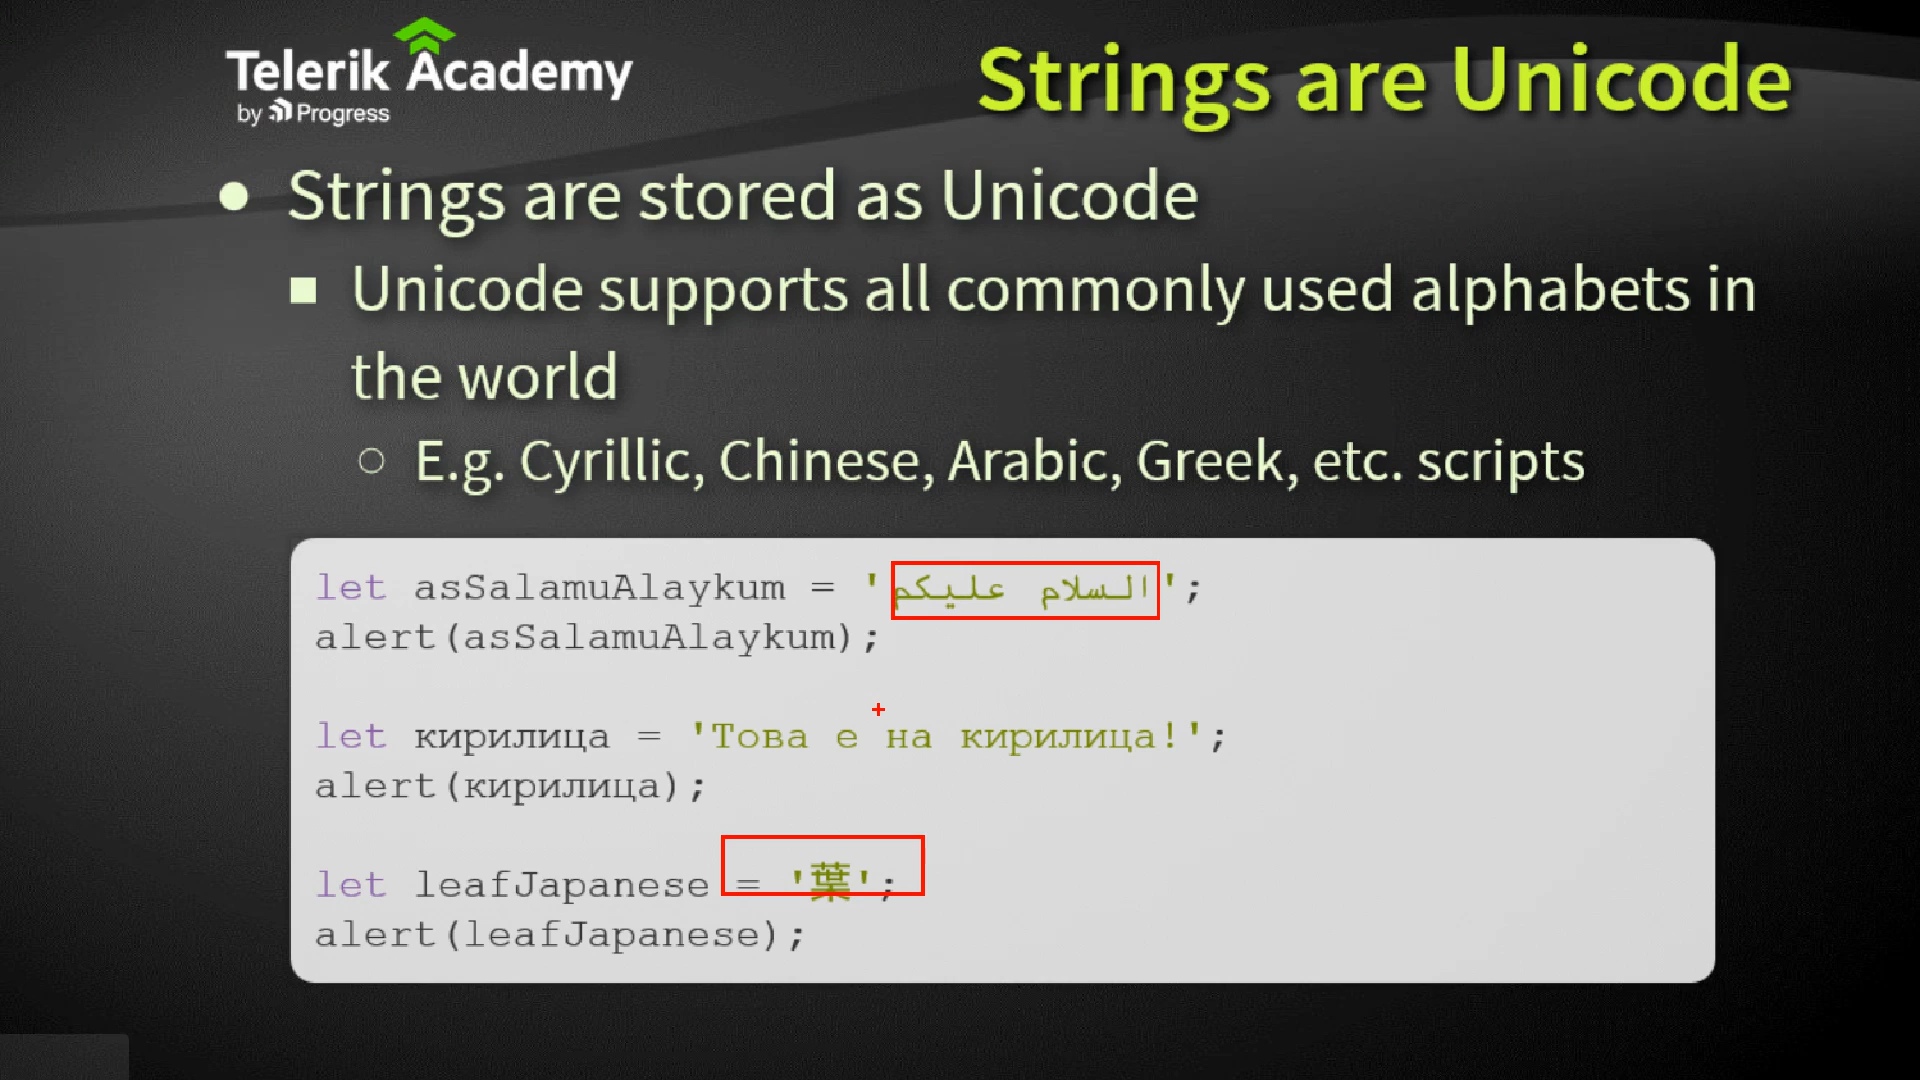 Telerik Academy
by Progress
Strings are Unicode
Strings are stored as Unicode
Unicode supports all commonly used alphabets in
the world
E.g. Cyrillic, Chinese, Arabic, Greek, etc. scripts
let asSalamuAlaykum = 'السلام عليكم';
alert(asSalamuAlaykum);
let кирилица = 'Това е на кирилица!';
alert(кирилица);
let leafJapanese = '葉';
alert(leafJapanese);